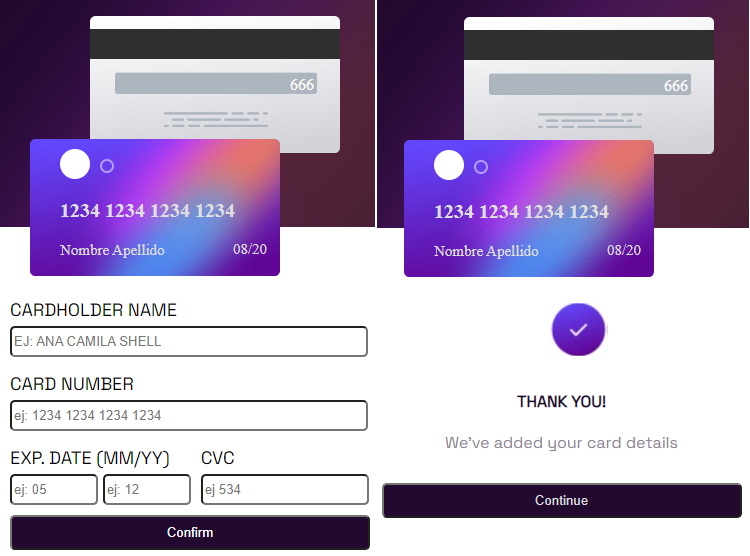 666
1234 1234 1234 1234
Nombre Apellido 08/20
CARDHOLDER NAME
EJ: ANA CAMILA SHELL
CARD NUMBER
ej: 1234 1234 1234 1234
EXP. DATE (MM/YY) CVC
ej: 05 ej: 12 ej 534
Confirm
666
1234 1234 1234 1234
Nombre Apellido 08/20
THANK YOU!
We've added your card details
Continue